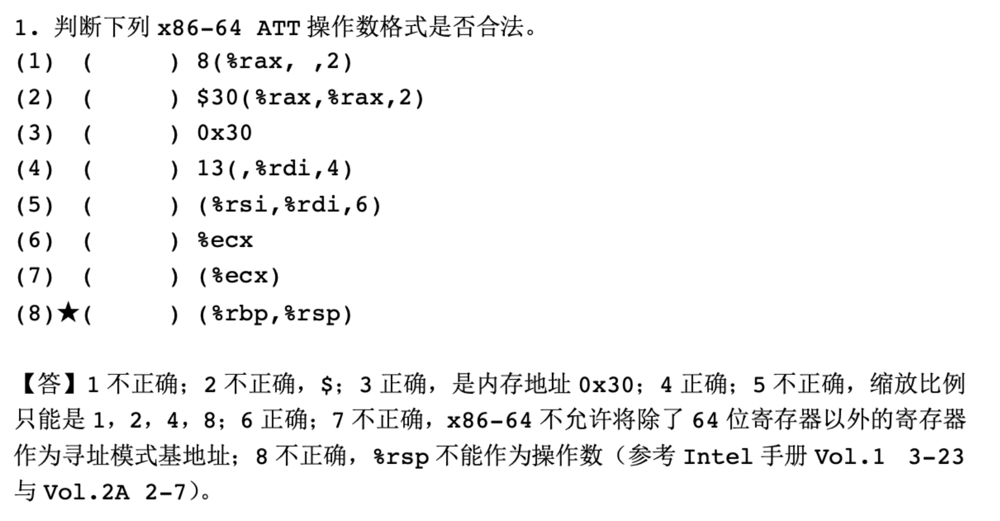 1. 判断下列 x86-64 ATT 操作数格式是否合法。
(1) ( ) 8(%rax, ,2)
(2) ( ) $30(%rax,%rax,2)
(3) ( ) 0x30
(4) ( ) 13(,%rdi,4)
(5) ( ) (%rsi,%rdi,6)
(6) ( ) %ecx
(7) ( ) (%ecx)
(8)★( ) (%rbp,%rsp)
【答】1 不正确；2 不正确，$；3 正确，是内存地址 0x30；4 正确；5 不正确，缩放比例
只能是 1，2，4，8；6 正确；7 不正确，x86-64 不允许将除了 64 位寄存器以外的寄存器
作为寻址模式基地址；8 不正确，%rsp 不能作为操作数（参考 Intel 手册 Vol.1 3-23
与 Vol.2A 2-7）。